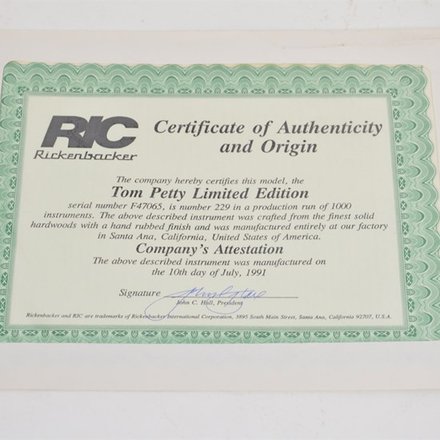 RIC
Rickenbacker
Certificate of Authenticity
and Origin
The company hereby certifies this model, the
Tom Petty Limited Edition
serial number F47065, is number 229 in a production run of 1000
instruments. The above described instrument was crafted from the finest solid
hardwoods with a hand rubbed finish and was manufactured entirely at our factory
in Santa Ana, California, United States of America.
Company's Attestation
The above described instrument was manufactured on
the 10th day of July, 1991
Signature
John C. Hall, President
Rickenbacker and RIC are trademarks of Rickenbacker International Corporation, 3895 South Main Street, Santa Ana, California 92707, U.S.A.